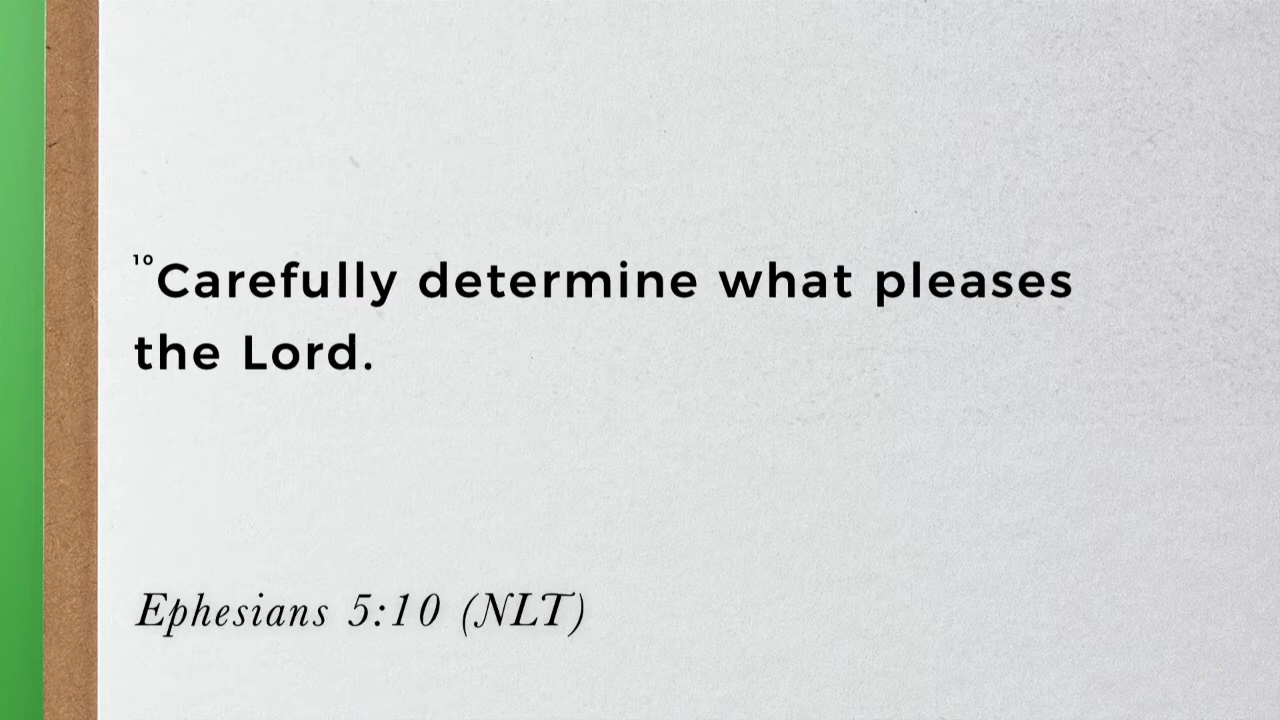 ¹⁰Carefully determine what pleases
the Lord.
Ephesians 5:10 (NLT)